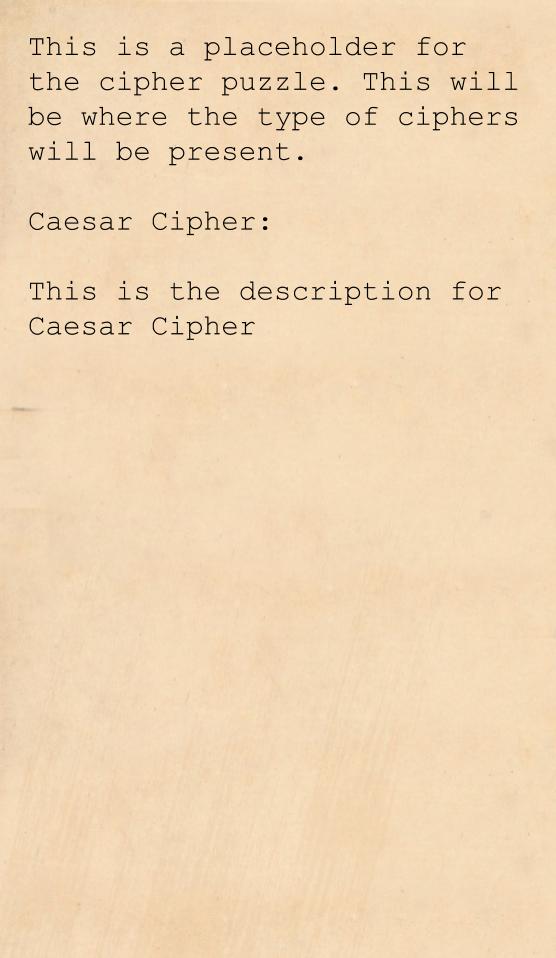 This is a placeholder for
the cipher puzzle. This will
be where the type of ciphers
will be present.
Caesar Cipher:
This is the description for
Caesar Cipher